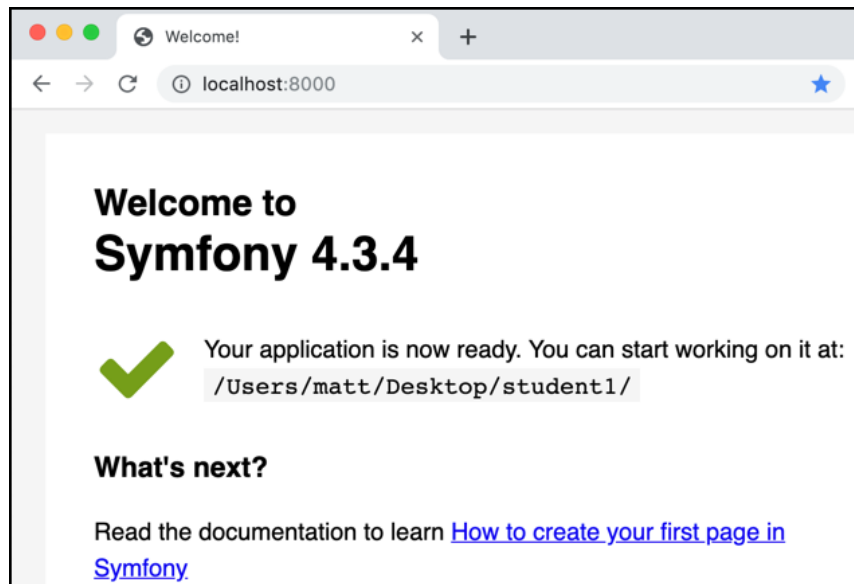 Welcome!
localhost:8000
Welcome to
Symfony 4.3.4
Your application is now ready. You can start working on it at:
/Users/matt/Desktop/student1/
What's next?
Read the documentation to learn How to create your first page in
Symfony